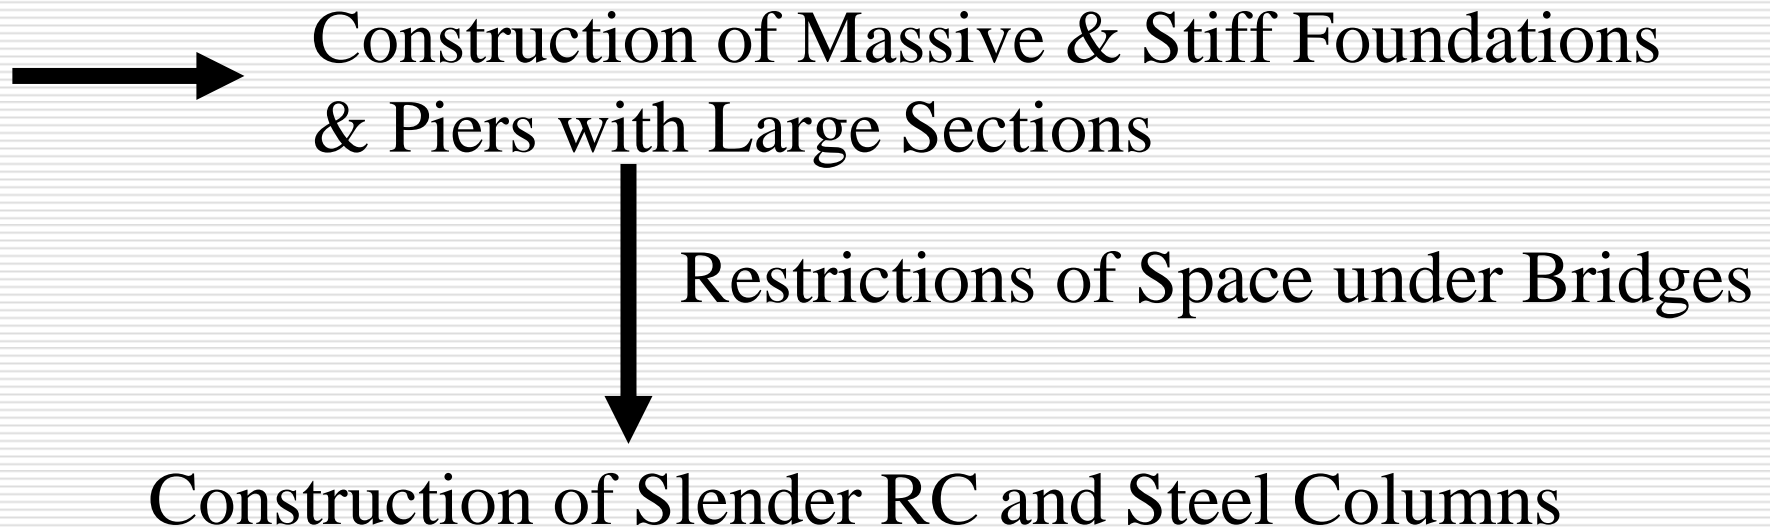 Construction of Massive & Stiff Foundations
& Piers with Large Sections
Restrictions of Space under Bridges
Construction of Slender RC and Steel Columns